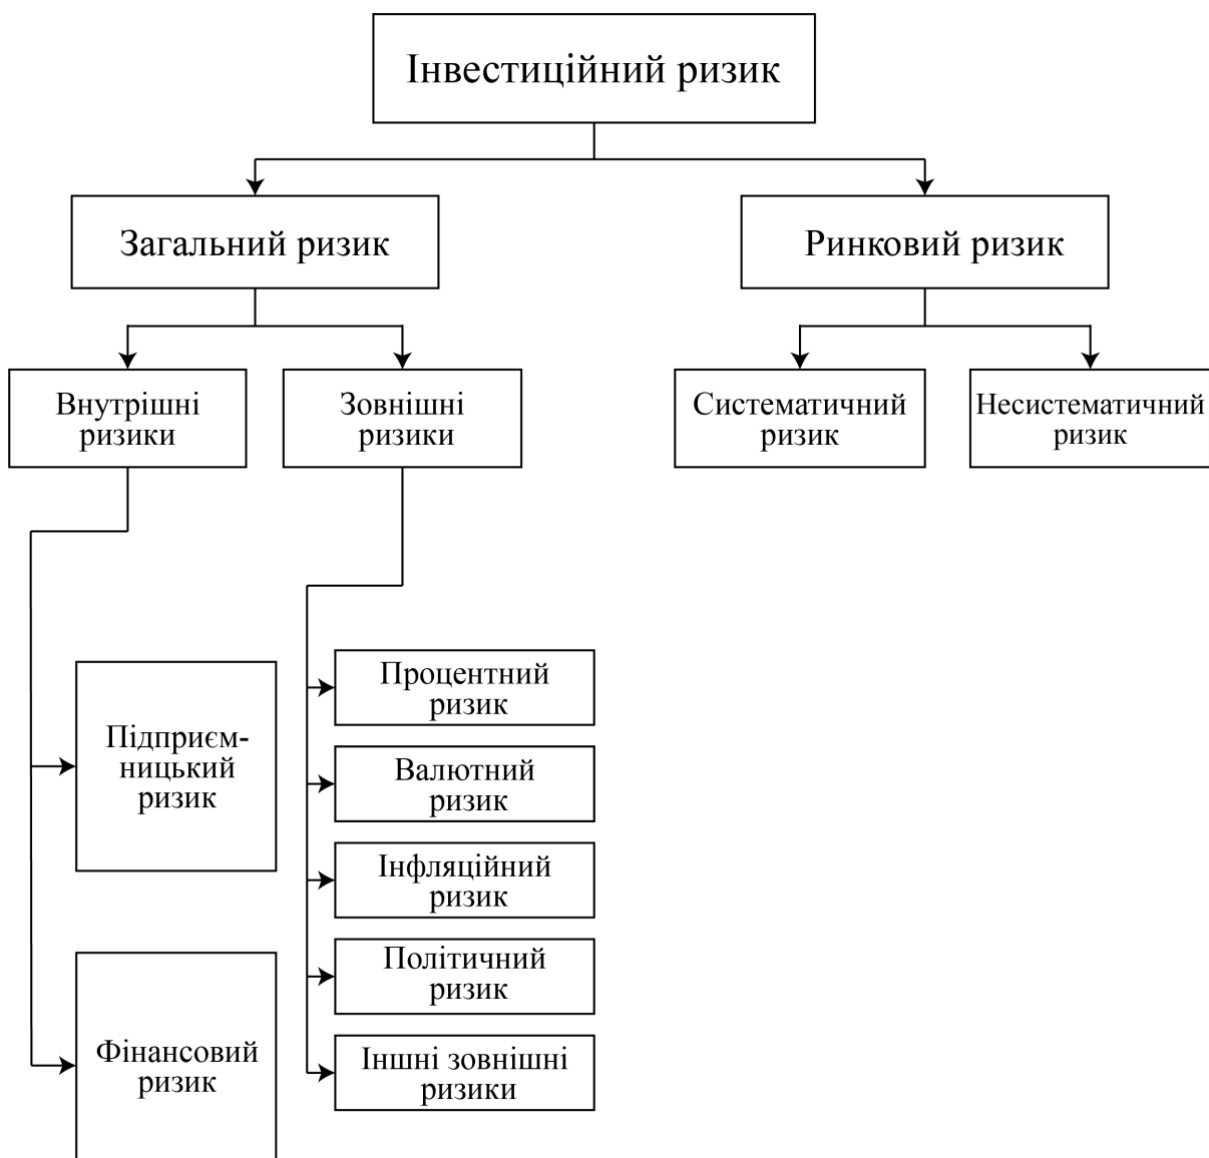 Інвестиційний ризик
Загальний ризик
Ринковий ризик
Внутрішні
ризики
Зовнішні
ризики
Систематичний
ризик
Несистематичний
ризик
Підприєм-
ницький
ризик
Фінансовий
ризик
Процентний
ризик
Валютний
ризик
Інфляційний
ризик
Політичний
ризик
Іншні зовнішні
ризики